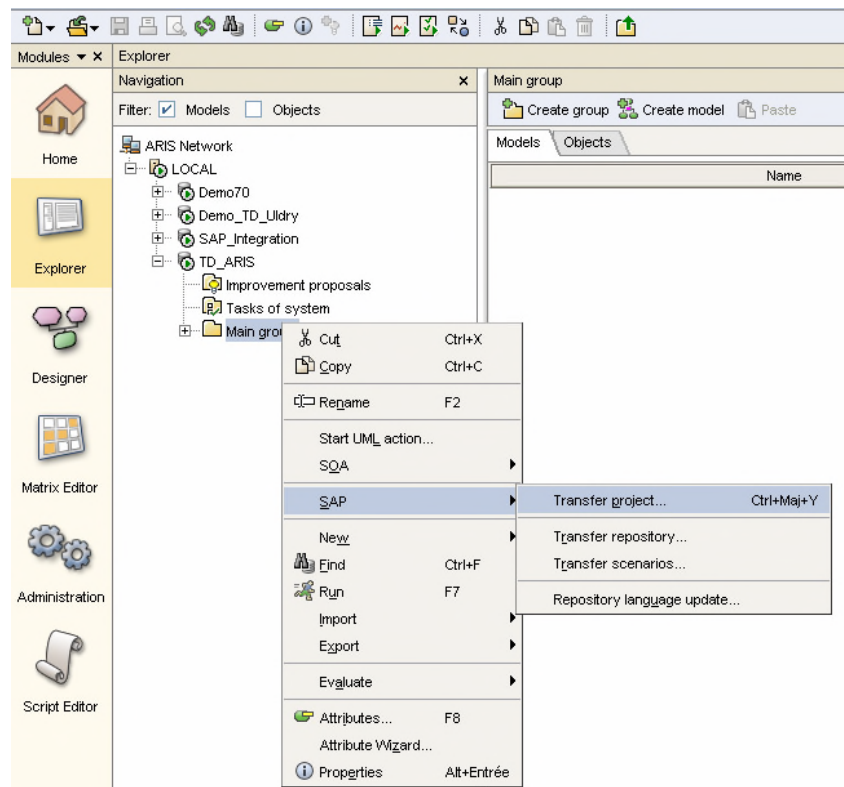 Modules
Explorer
Navigation
Main group
Filter: Models Objects
Create group Create model Paste
ARIS Network
Models Objects
Home
LOCAL
Name
Demo70
Demo_TD_Uldry
SAP_Integration
Explorer
TD_ARIS
Improvement proposals
Tasks of system
Main grou
Cut Ctrl+X
Copy Ctrl+C
Designer
Rename F2
Start UML action...
SOA
Matrix Editor
SAP
Transfer project... Ctrl+Maj+Y
New
Transfer repository...
Find Ctrl+F
Transfer scenarios...
Administration
Run F7
Repository language update...
Import
Export
Evaluate
Script Editor
Attributes... F8
Attribute Wizard...
Properties Alt+Entrée